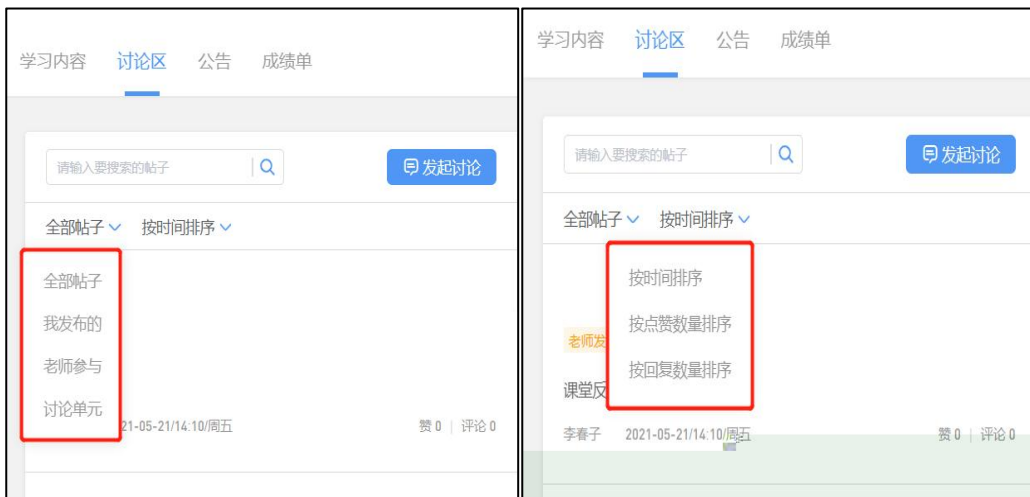 学习内容 讨论区 公告 成绩单
请输入要搜索的帖子 发起讨论
全部帖子 按时间排序
全部帖子
我发布的
老师参与
讨论单元
21-05-21/14:10/周五 赞 0 | 评论 0
学习内容 讨论区 公告 成绩单
请输入要搜索的帖子 发起讨论
全部帖子 按时间排序
按时间排序
按点赞数量排序
老师发
按回复数量排序
课堂反
李春子 2021-05-21/14:10/周五 赞 0 | 评论 0